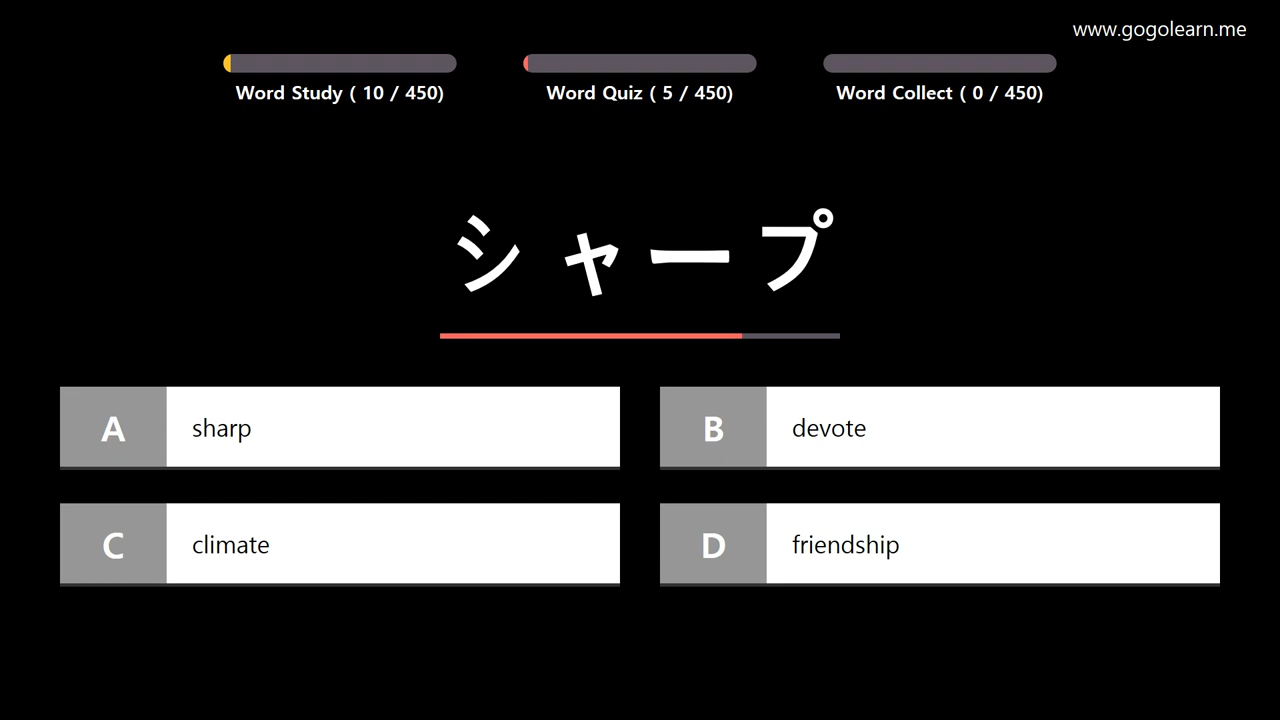 www.gogolearn.me
Word Study ( 10 / 450)
Word Quiz ( 5 / 450)
Word Collect ( 0 / 450)
シャープ
A sharp
B devote
C climate
D friendship